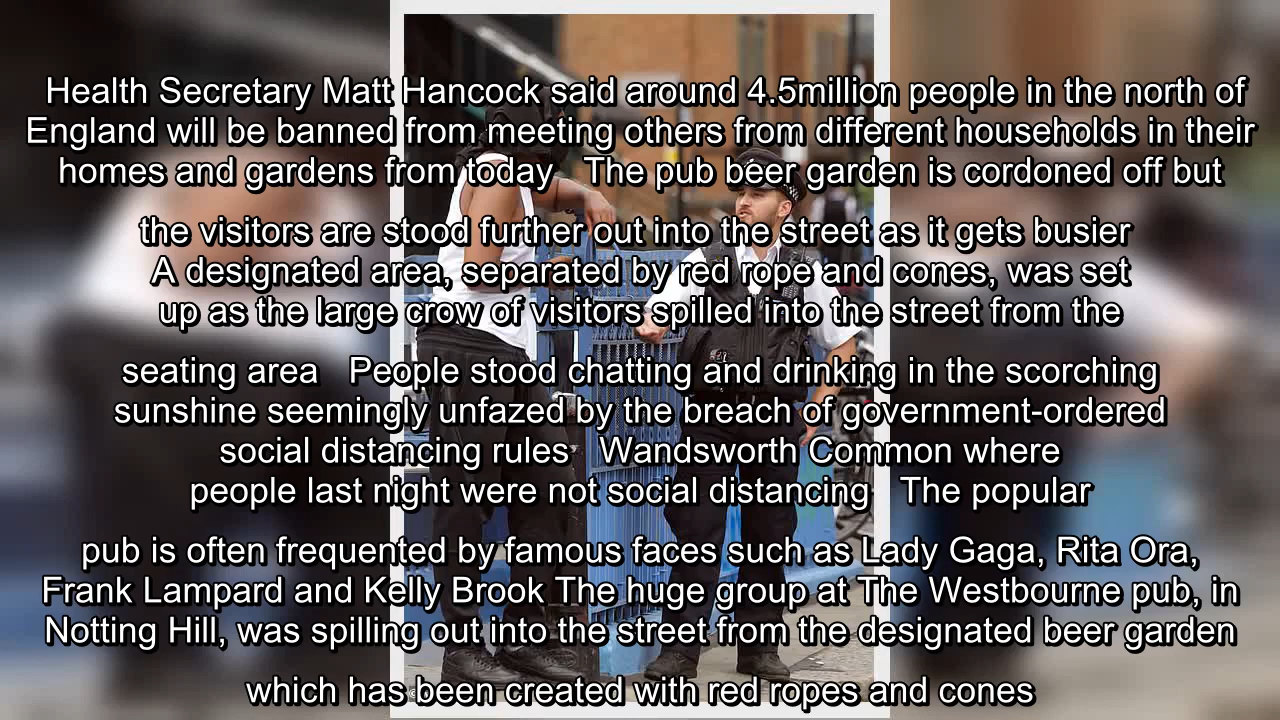 Health Secretary Matt Hancock said around 4.5million people in the north of
England will be banned from meeting others from different households in their
homes and gardens from today   The pub beer garden is cordoned off but
the visitors are stood further out into the street as it gets busier
A designated area, separated by red rope and cones, was set
up as the large crow of visitors spilled into the street from the
seating area   People stood chatting and drinking in the scorching
sunshine seemingly unfazed by the breach of government-ordered
social distancing rules   Wandsworth Common where
people last night were not social distancing   The popular
pub is often frequented by famous faces such as Lady Gaga, Rita Ora,
Frank Lampard and Kelly Brook The huge group at The Westbourne pub, in
Notting Hill, was spilling out into the street from the designated beer garden
which has been created with red ropes and cones